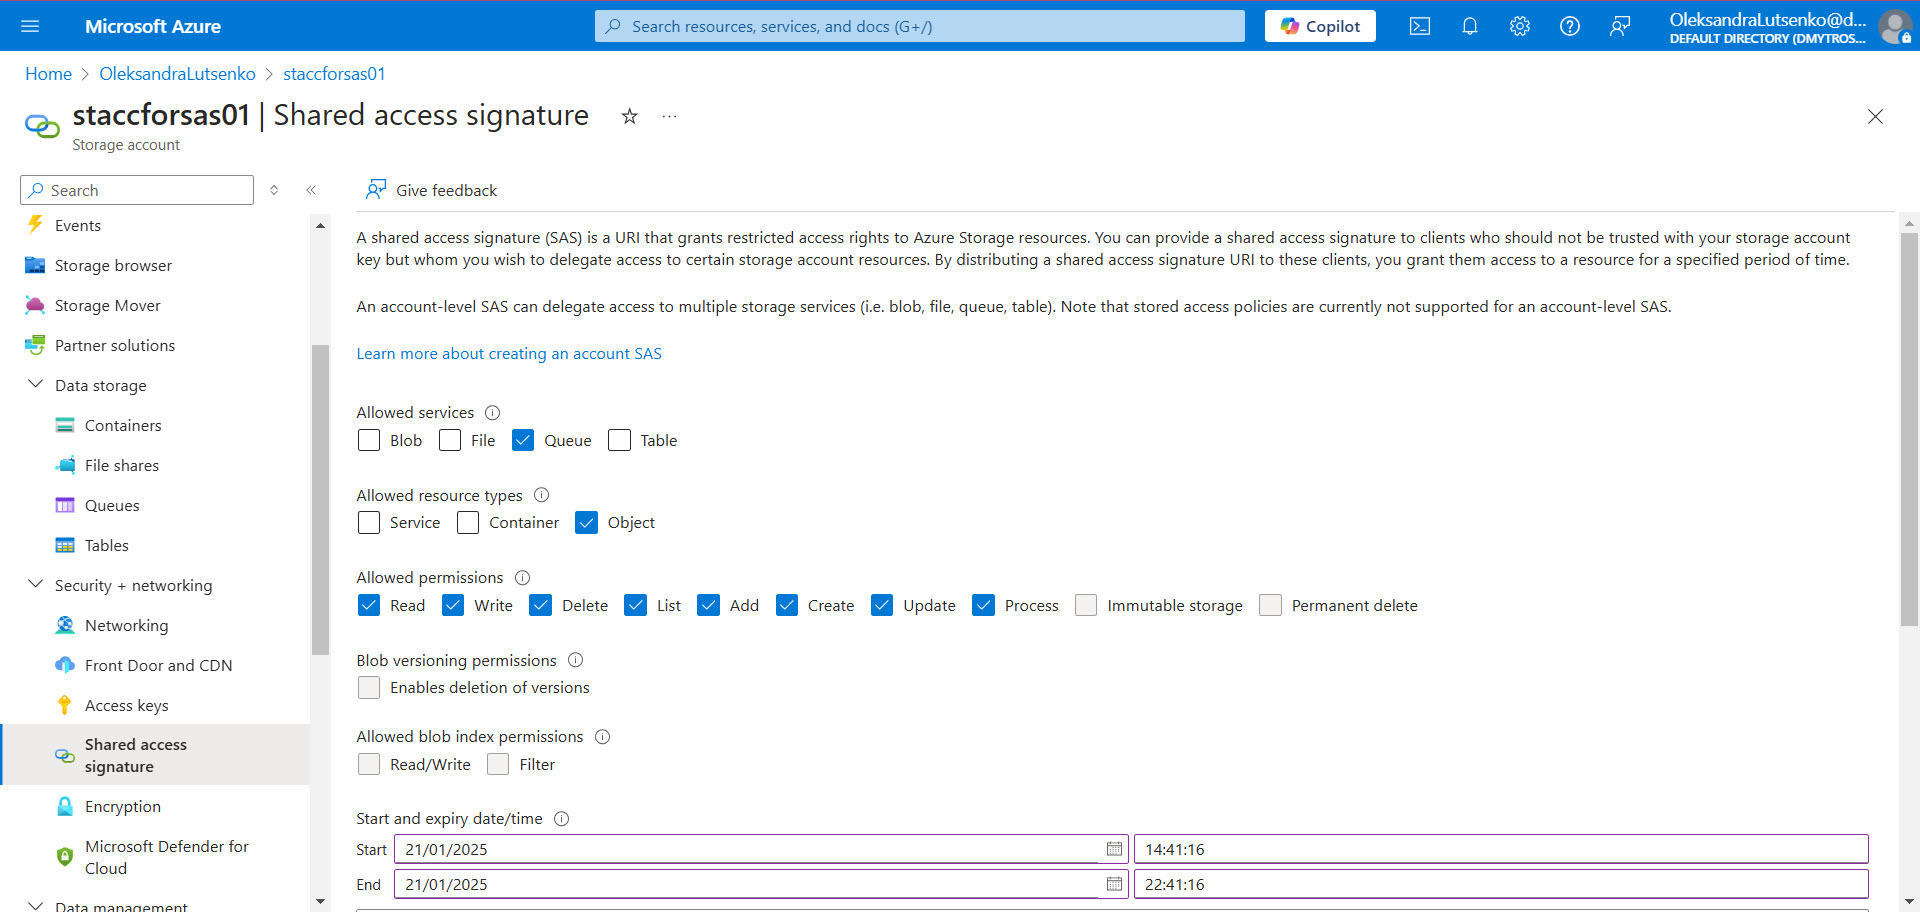 Microsoft Azure
Search resources, services, and docs (G+/)
Copilot
OleksandraLutsenko@d...
DEFAULT DIRECTORY (DMYTROS...
Home > OleksandraLutsenko > staccforsas01
staccforsas01 | Shared access signature
Storage account
Search
Events
Storage browser
Storage Mover
Partner solutions
Data storage
Containers
File shares
Queues
Tables
Security + networking
Networking
Front Door and CDN
Access keys
Shared access
signature
Encryption
Microsoft Defender for
Cloud
Data management
Give feedback
A shared access signature (SAS) is a URI that grants restricted access rights to Azure Storage resources. You can provide a shared access signature to clients who should not be trusted with your storage account
key but whom you wish to delegate access to certain storage account resources. By distributing a shared access signature URI to these clients, you grant them access to a resource for a specified period of time.
An account-level SAS can delegate access to multiple storage services (i.e. blob, file, queue, table). Note that stored access policies are currently not supported for an account-level SAS.
Learn more about creating an account SAS
Allowed services
Blob File Queue Table
Allowed resource types
Service Container Object
Allowed permissions
Read Write Delete List Add Create Update Process Immutable storage Permanent delete
Blob versioning permissions
Enables deletion of versions
Allowed blob index permissions
Read/Write Filter
Start and expiry date/time
Start 21/01/2025 14:41:16
End 21/01/2025 22:41:16